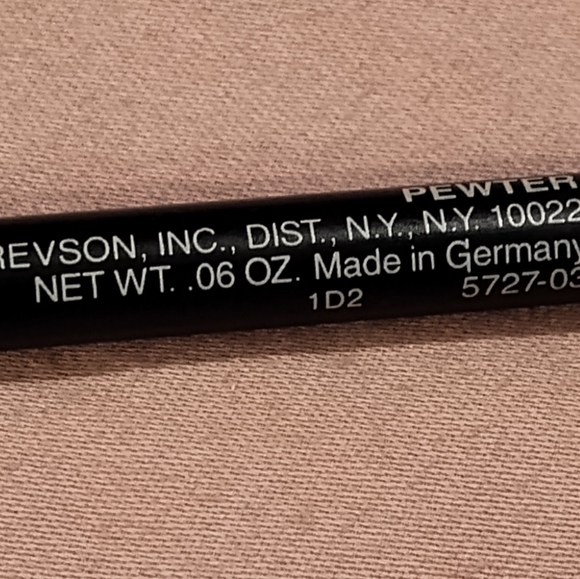 PEWTER
REVSON, INC., DIST., N.Y., N.Y. 10022
NET WT. .06 OZ. Made in Germany
1D2 5727-03